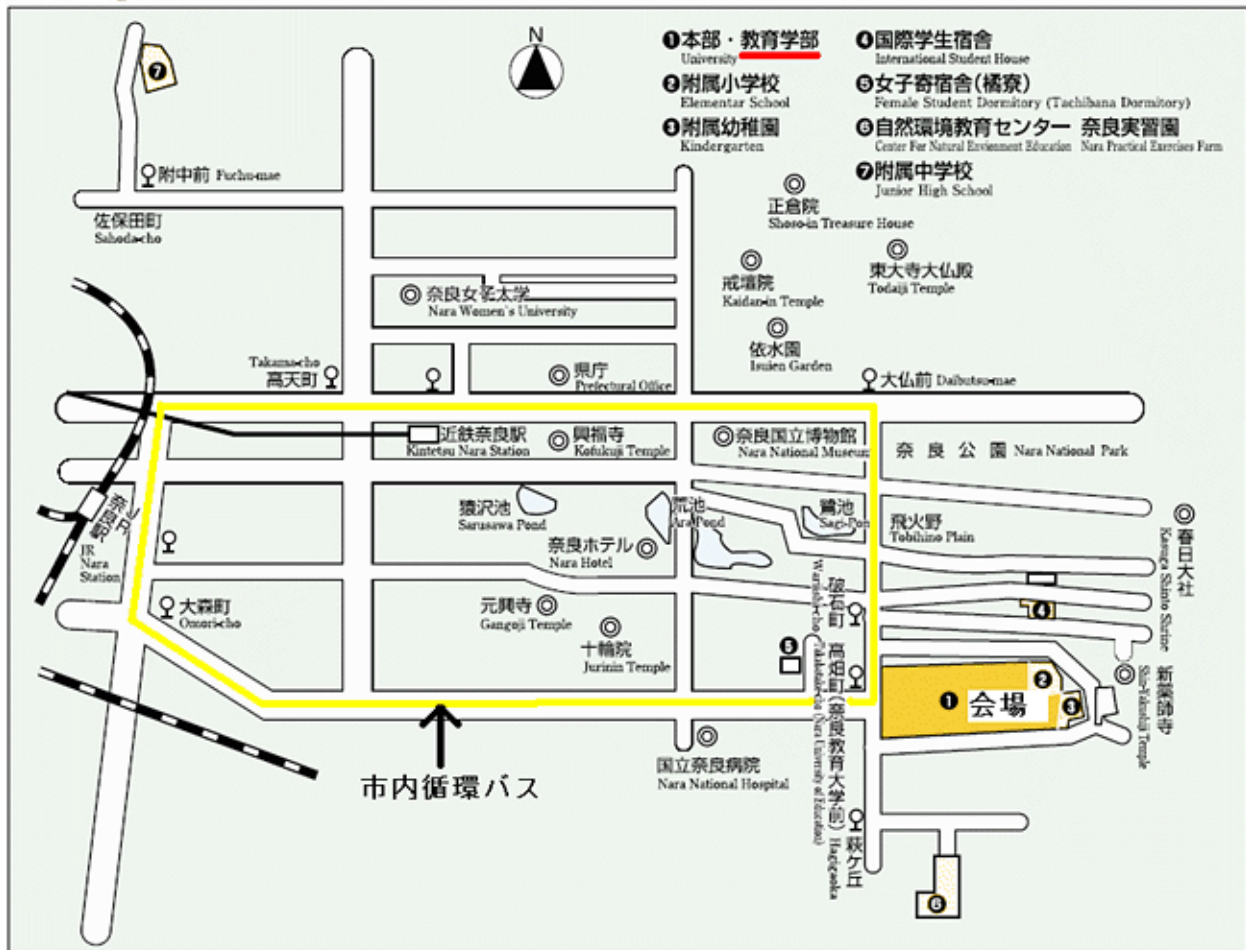 N
❶本部・教育学部
University
❷附属小学校
Elementar School
❸附属幼稚園
Kindergarten
❹国際学生宿舎
International Student House
❺女子寄宿舎(橘寮)
Female Student Dormitory (Tachibana Dormitory)
❻自然環境教育センター 奈良実習園
Center For Natural Envienment Education Nara Practical Exercises Farm
❼附属中学校
Junior High School
❼
附中前 Fuchu-mae
佐保田町
Sahoda-cho
正倉院
Shoso-in Treasure House
戒壇院
Kaidan-in Temple
東大寺大仏殿
Todaiji Temple
奈良女子大学
Nara Women's University
依水園
Isuien Garden
Takama-cho
高天町
県庁
Prefectural Office
大仏前 Daibutsu-mae
近鉄奈良駅
Kintetsu Nara Station
興福寺
Kofukuji Temple
奈良国立博物館
Nara National Museum
奈良公園 Nara National Park
JR奈良駅
JR
Nara
Station
猿沢池
Sarusawa Pond
荒池
Ara Pond
鷺池
Sagi-Pon
飛火野
Tobihino Plain
奈良ホテル
Nara Hotel
春日大社
Kasuga Shinto Shrine
大森町
Omori-cho
元興寺
Gangoji Temple
十輪院
Jurinin Temple
破石町
Wariishi-cho
❹
❺
高畑町(奈良教育大学前)
Takabatake-cho (Nara University of Education)
❶
会場
❷
❸
新薬師寺
Shin-Yakushiji Temple
市内循環バス
国立奈良病院
Nara National Hospital
萩ケ丘
Hagigaoka
❻